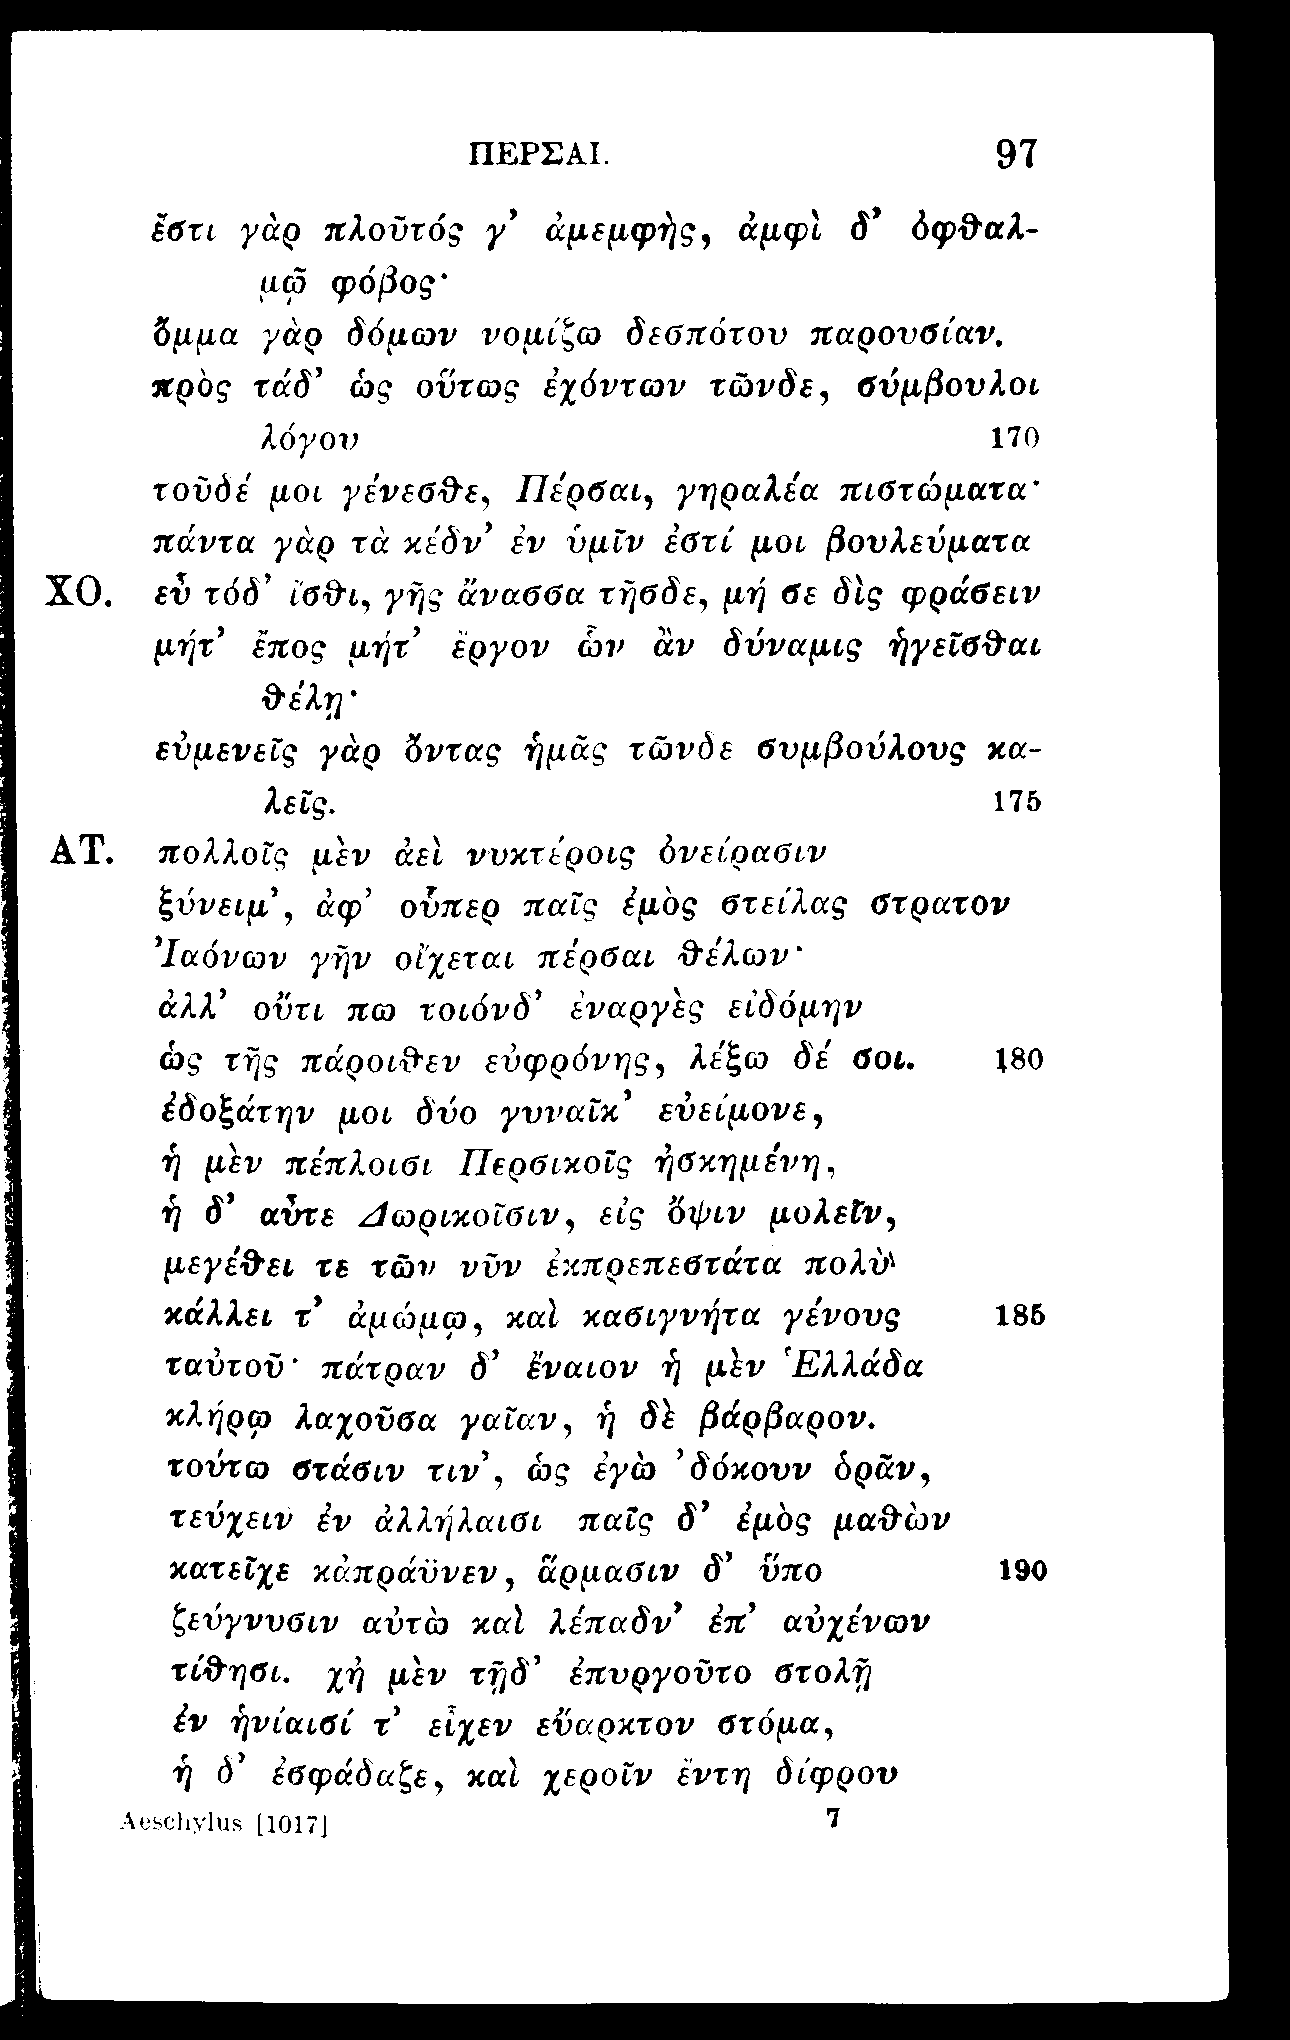 ΠΕΡΣΑΙ. 97
ἔστι γὰρ πλοῦτός γ’ ἀμεμφὴς, ἀμφὶ δ’ ὀφθαλ-
μῷ φόβος·
ὄμμα γὰρ δόμων νομίζω δεσπότου παρουσίαν.
πρὸς τάδ’ ὡς οὕτως ἐχόντων τῶνδε, σύμβουλοι
λόγου 170
τοῦδέ μοι γένεσθε, Πέρσαι, γηραλέα πιστώματα·
πάντα γὰρ τὰ κέδν’ ἐν ὑμῖν ἐστί μοι βουλεύματα
ΧΟ. εὖ τόδ’ ἴσθι, γῆς ἄνασσα τῆσδε, μή σε δὶς φράσειν
μήτ’ ἔπος μήτ’ ἔργον ὧν ἂν δύναμις ἡγεῖσθαι
θέλῃ·
εὐμενεῖς γὰρ ὄντας ἡμᾶς τῶνδε συμβούλους κα-
λεῖς. 175
ΑΤ. πολλοῖς μὲν ἀεὶ νυκτέροις ὀνείρασιν
ξύνειμ’, ἀφ’ οὗπερ παῖς ἐμὸς στείλας στρατον
Ἰαόνων γῆν οἴχεται πέρσαι θέλων·
ἀλλ’ οὔτι πω τοιόνδ’ ἐναργὲς εἰδόμην
ὡς τῆς πάροιθεν εὐφρόνης, λέξω δέ σοι. 180
ἐδοξάτην μοι δύο γυναῖκ’ εὐείμονε,
ἡ μὲν πέπλοισι Περσικοῖς ἠσκημένη,
ἡ δ’ αὖτε Δωρικοῖσιν, εἰς ὄψιν μολεῖν,
μεγέθει τε τῶν νῦν ἐκπρεπεστάτα πολὺ
κάλλει τ’ ἀμώμῳ, καὶ κασιγνήτα γένους 185
ταὐτοῦ· πάτραν δ’ ἔναιον ἡ μὲν Ἑλλάδα
κλήρῳ λαχοῦσα γαῖαν, ἡ δὲ βάρβαρον.
τούτω στάσιν τιν’, ὡς ἐγὼ ’δόκουν ὁρᾶν,
τεύχειν ἐν ἀλλήλαισι παῖς δ’ ἐμὸς μαθὼν
κατεῖχε κἀπράϋνεν, ἅρμασιν δ’ ὕπο 190
ζεύγνυσιν αὐτὼ καὶ λέπαδν’ ἐπ’ αὐχένων
τίθησι. χἠ μὲν τῇδ’ ἐπυργοῦτο στολῇ
ἐν ἡνίαισί τ’ εἶχεν εὔαρκτον στόμα,
ἡ δ’ ἐσφάδαζε, καὶ χεροῖν ἔντη δίφρου
Aeschylus [1017] 7